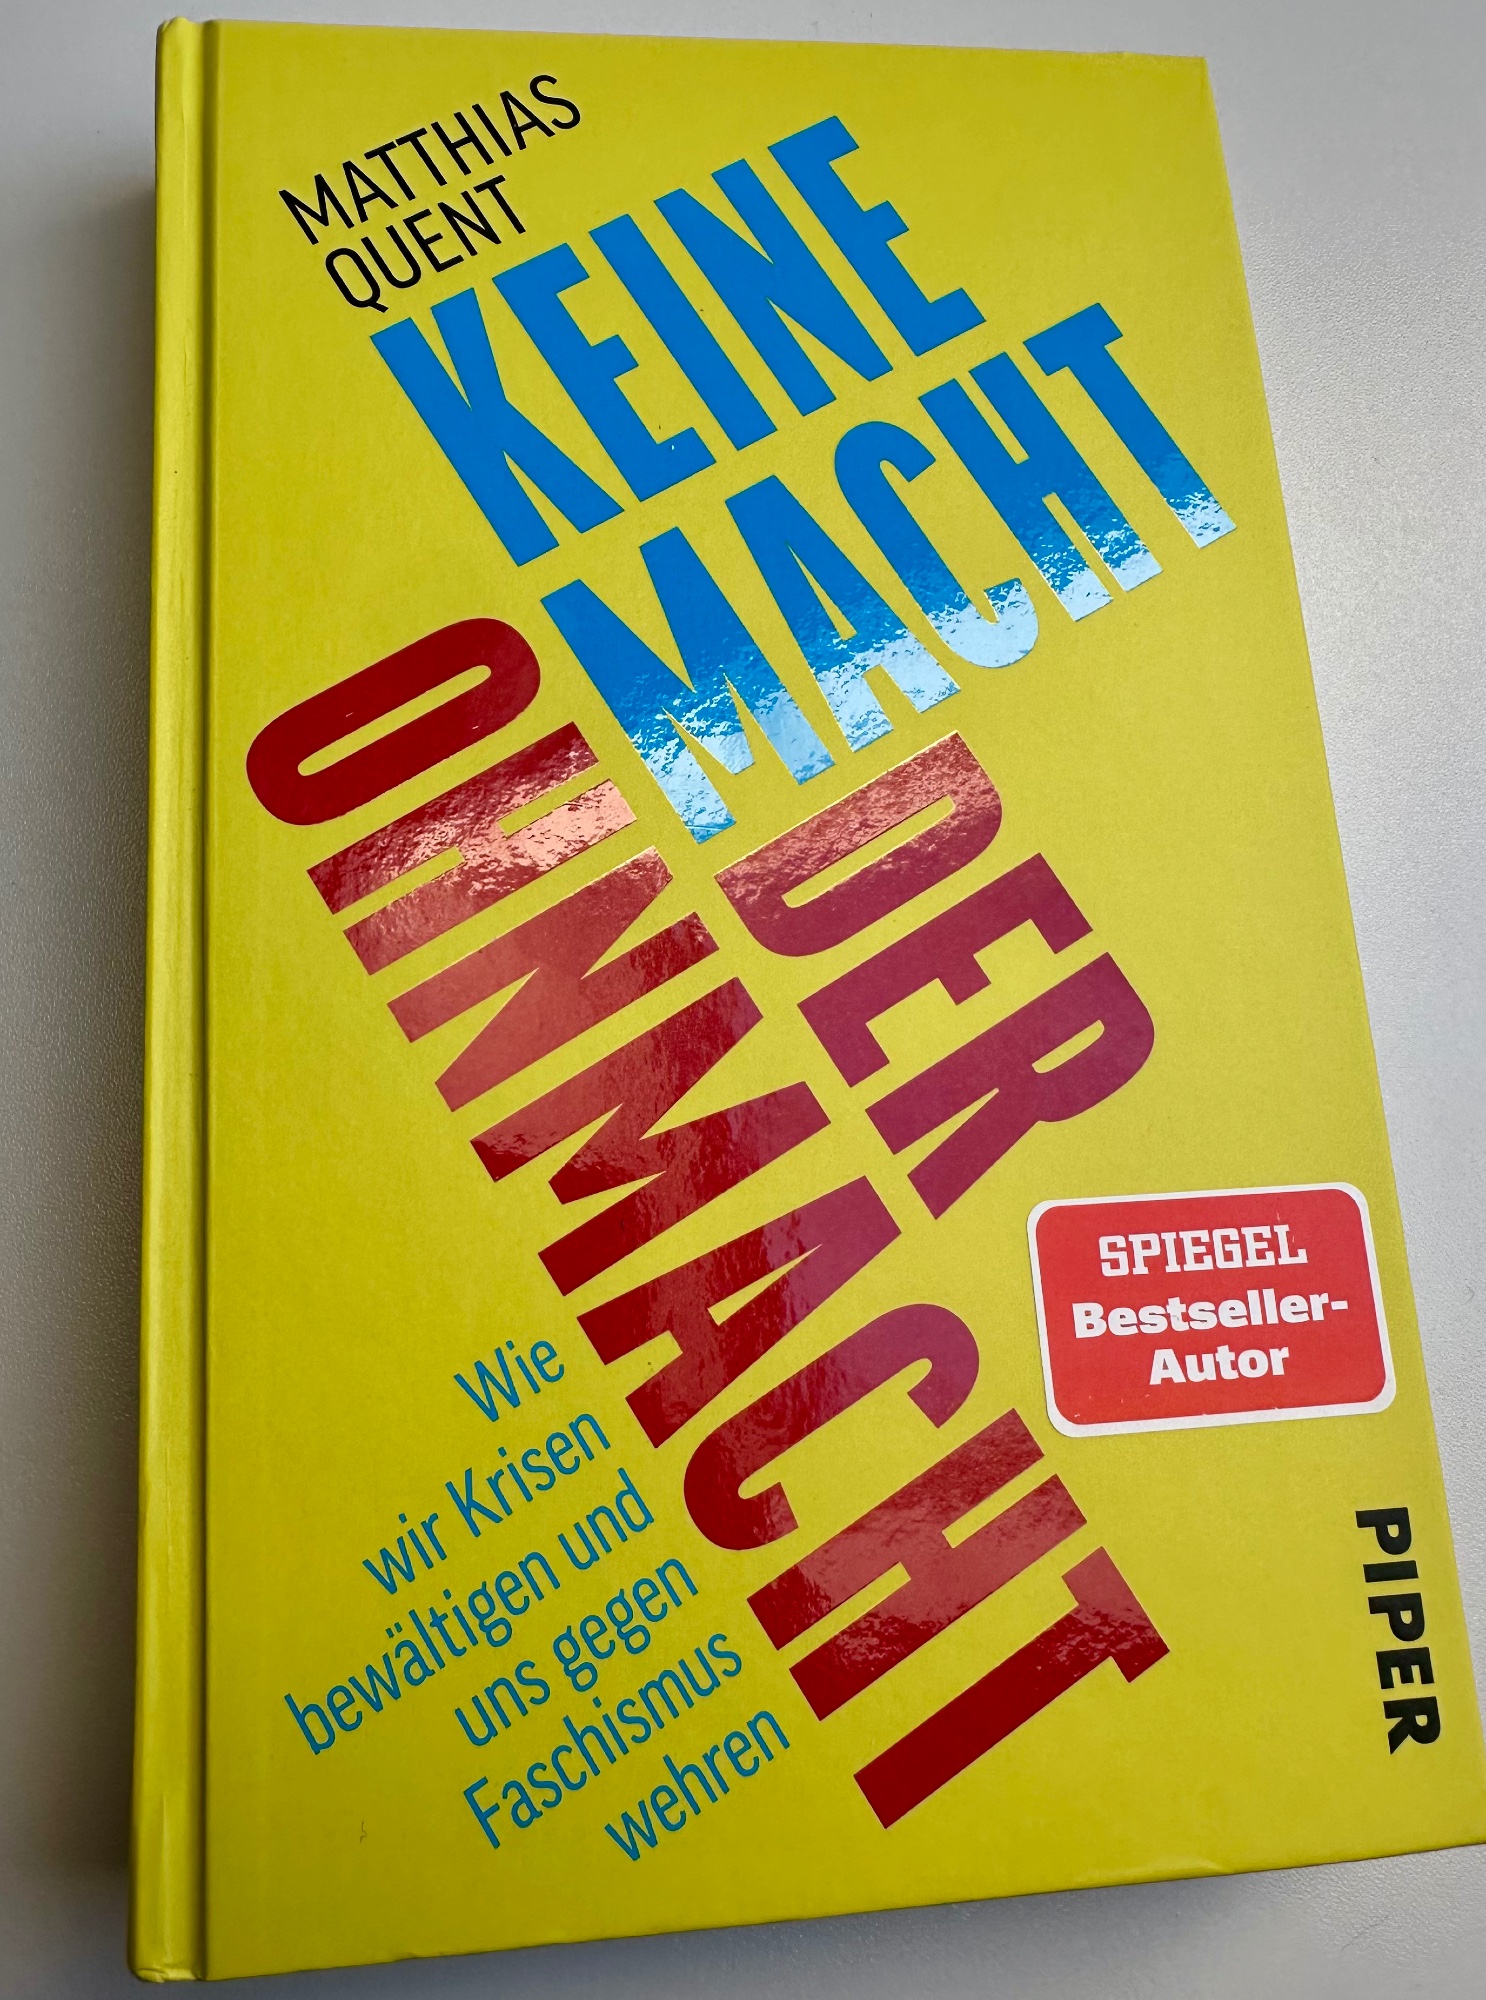 MATTHIAS
QUENT
KEINE
MACHT
DER
OHNMACHT
Wie
wir Krisen
bewältigen und
uns gegen
Faschismus
wehren
SPIEGEL
Bestseller-
Autor
PIPER